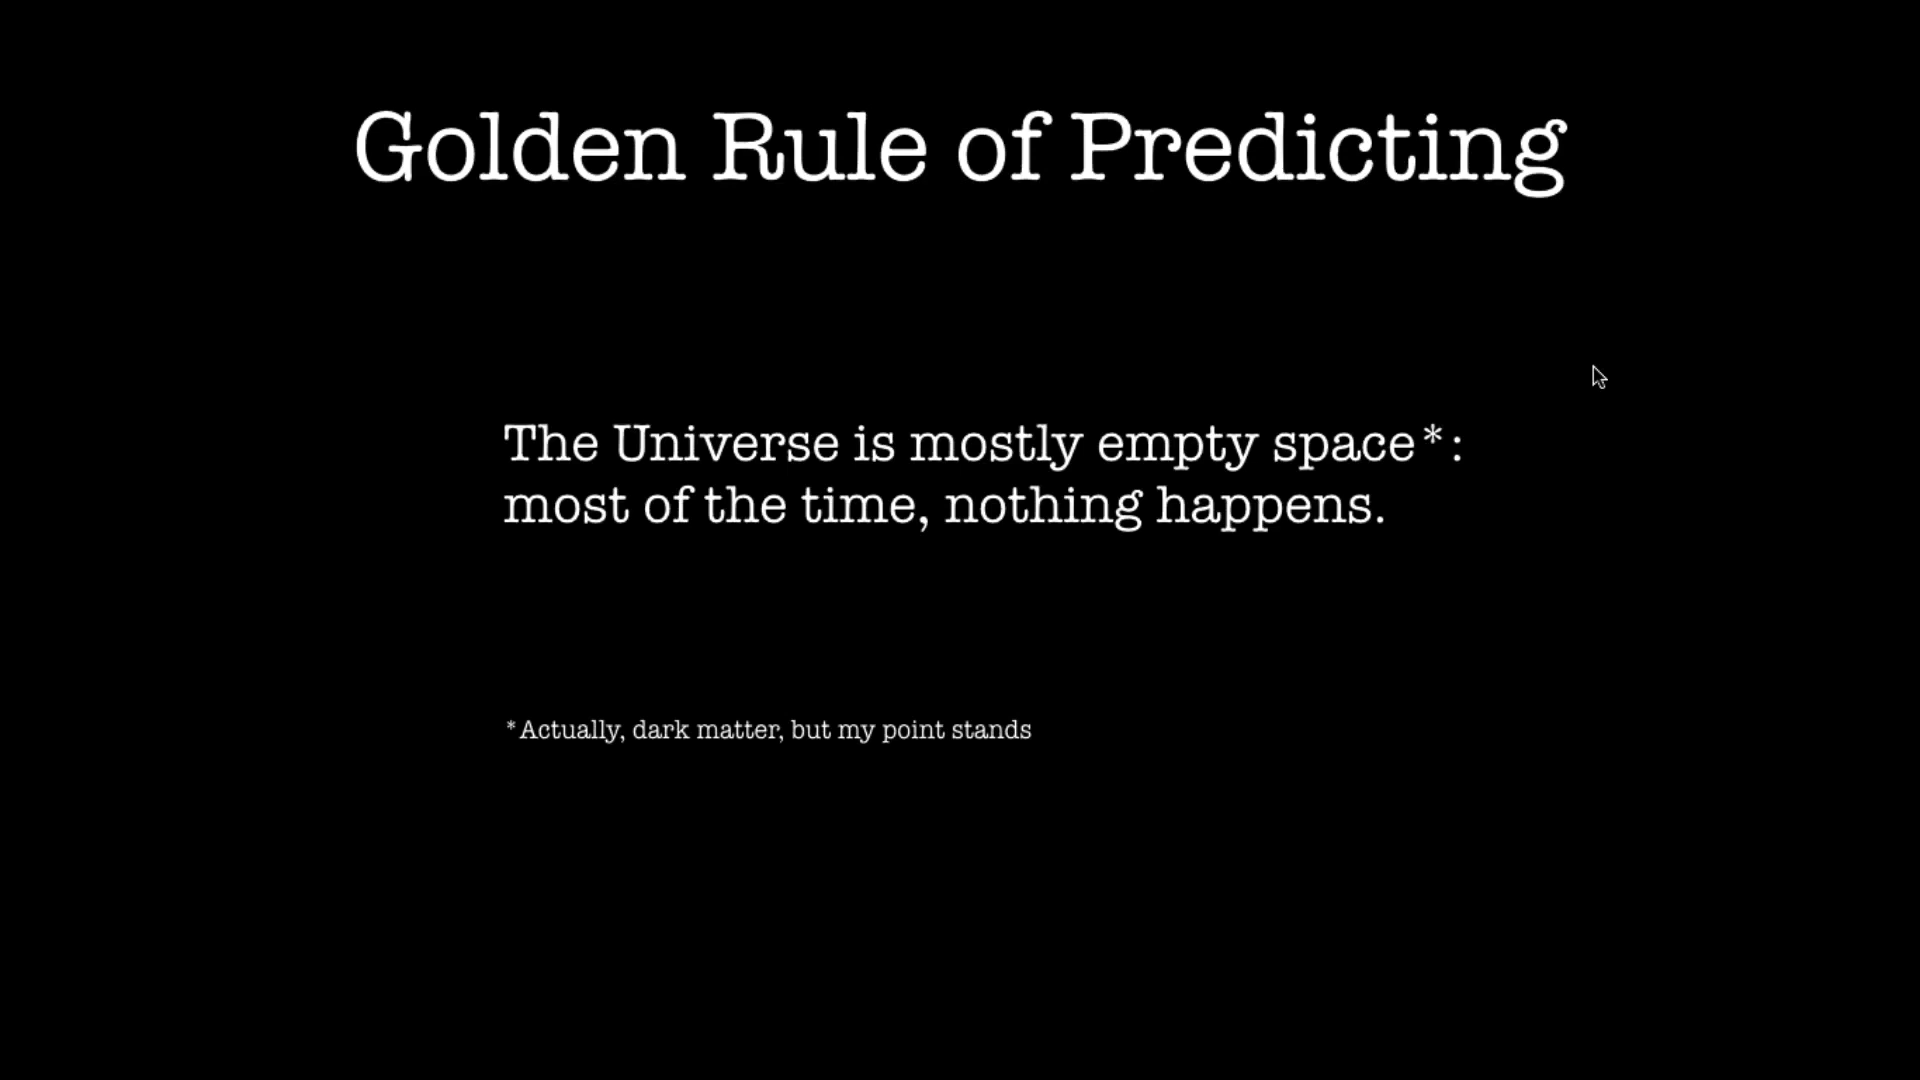 Golden Rule of Predicting
The Universe is mostly empty space*:
most of the time, nothing happens.
*Actually, dark matter, but my point stands